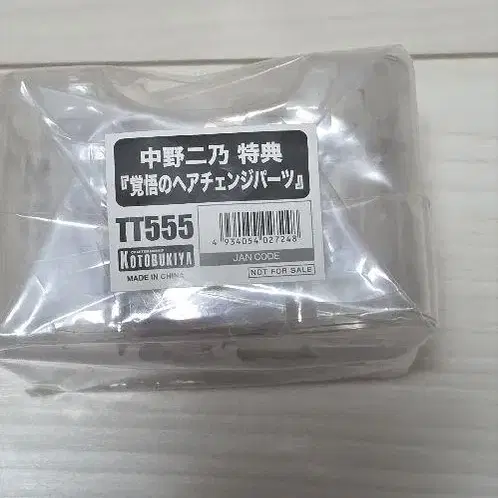 中野二乃 特典
『覚悟のヘアチェンジパーツ』
TT555
KOTOBUKIYA
MADE IN CHINA
4 934054 027248
JAN CODE
NOT FOR SALE